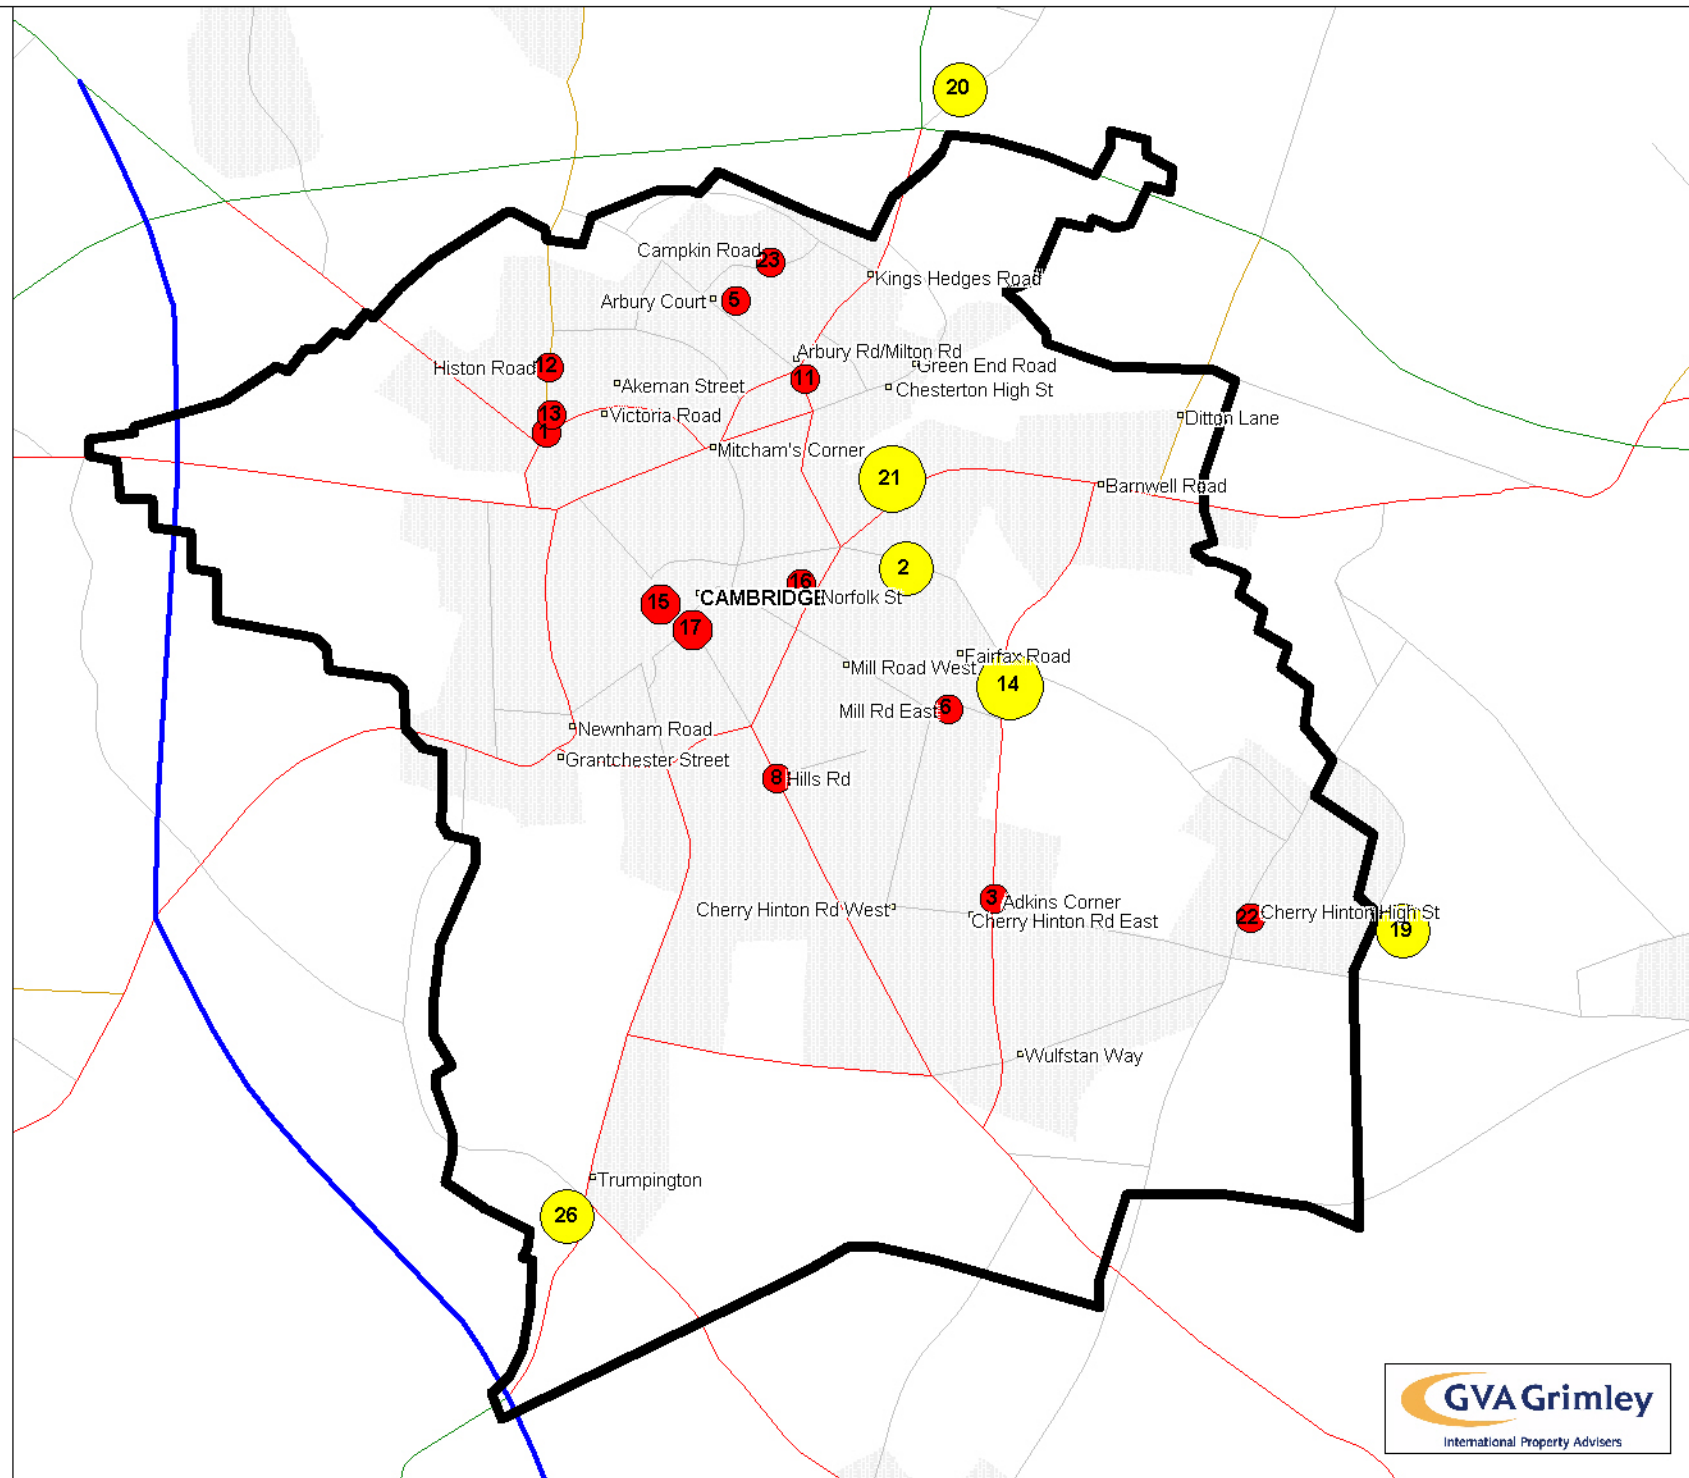 20
Campkin Road
23
Kings Hedges Road
Arbury Court
5
Arbury Rd/Milton Rd
Histon Road
12
Green End Road
11
Akeman Street
Chesterton High St
13
Victoria Road
Ditton Lane
1
Mitcham's Corner
21
Barnwell Road
2
16
CAMBRIDGE
Norfolk St
15
17
Fairfax Road
Mill Road West
14
Mill Rd East
6
Newnham Road
Grantchester Street
8
Hills Rd
3
Adkins Corner
Cherry Hinton Rd West
Cherry Hinton High St
22
Cherry Hinton Rd East
19
Wulfstan Way
Trumpington
26
GVA Grimley
International Property Advisers